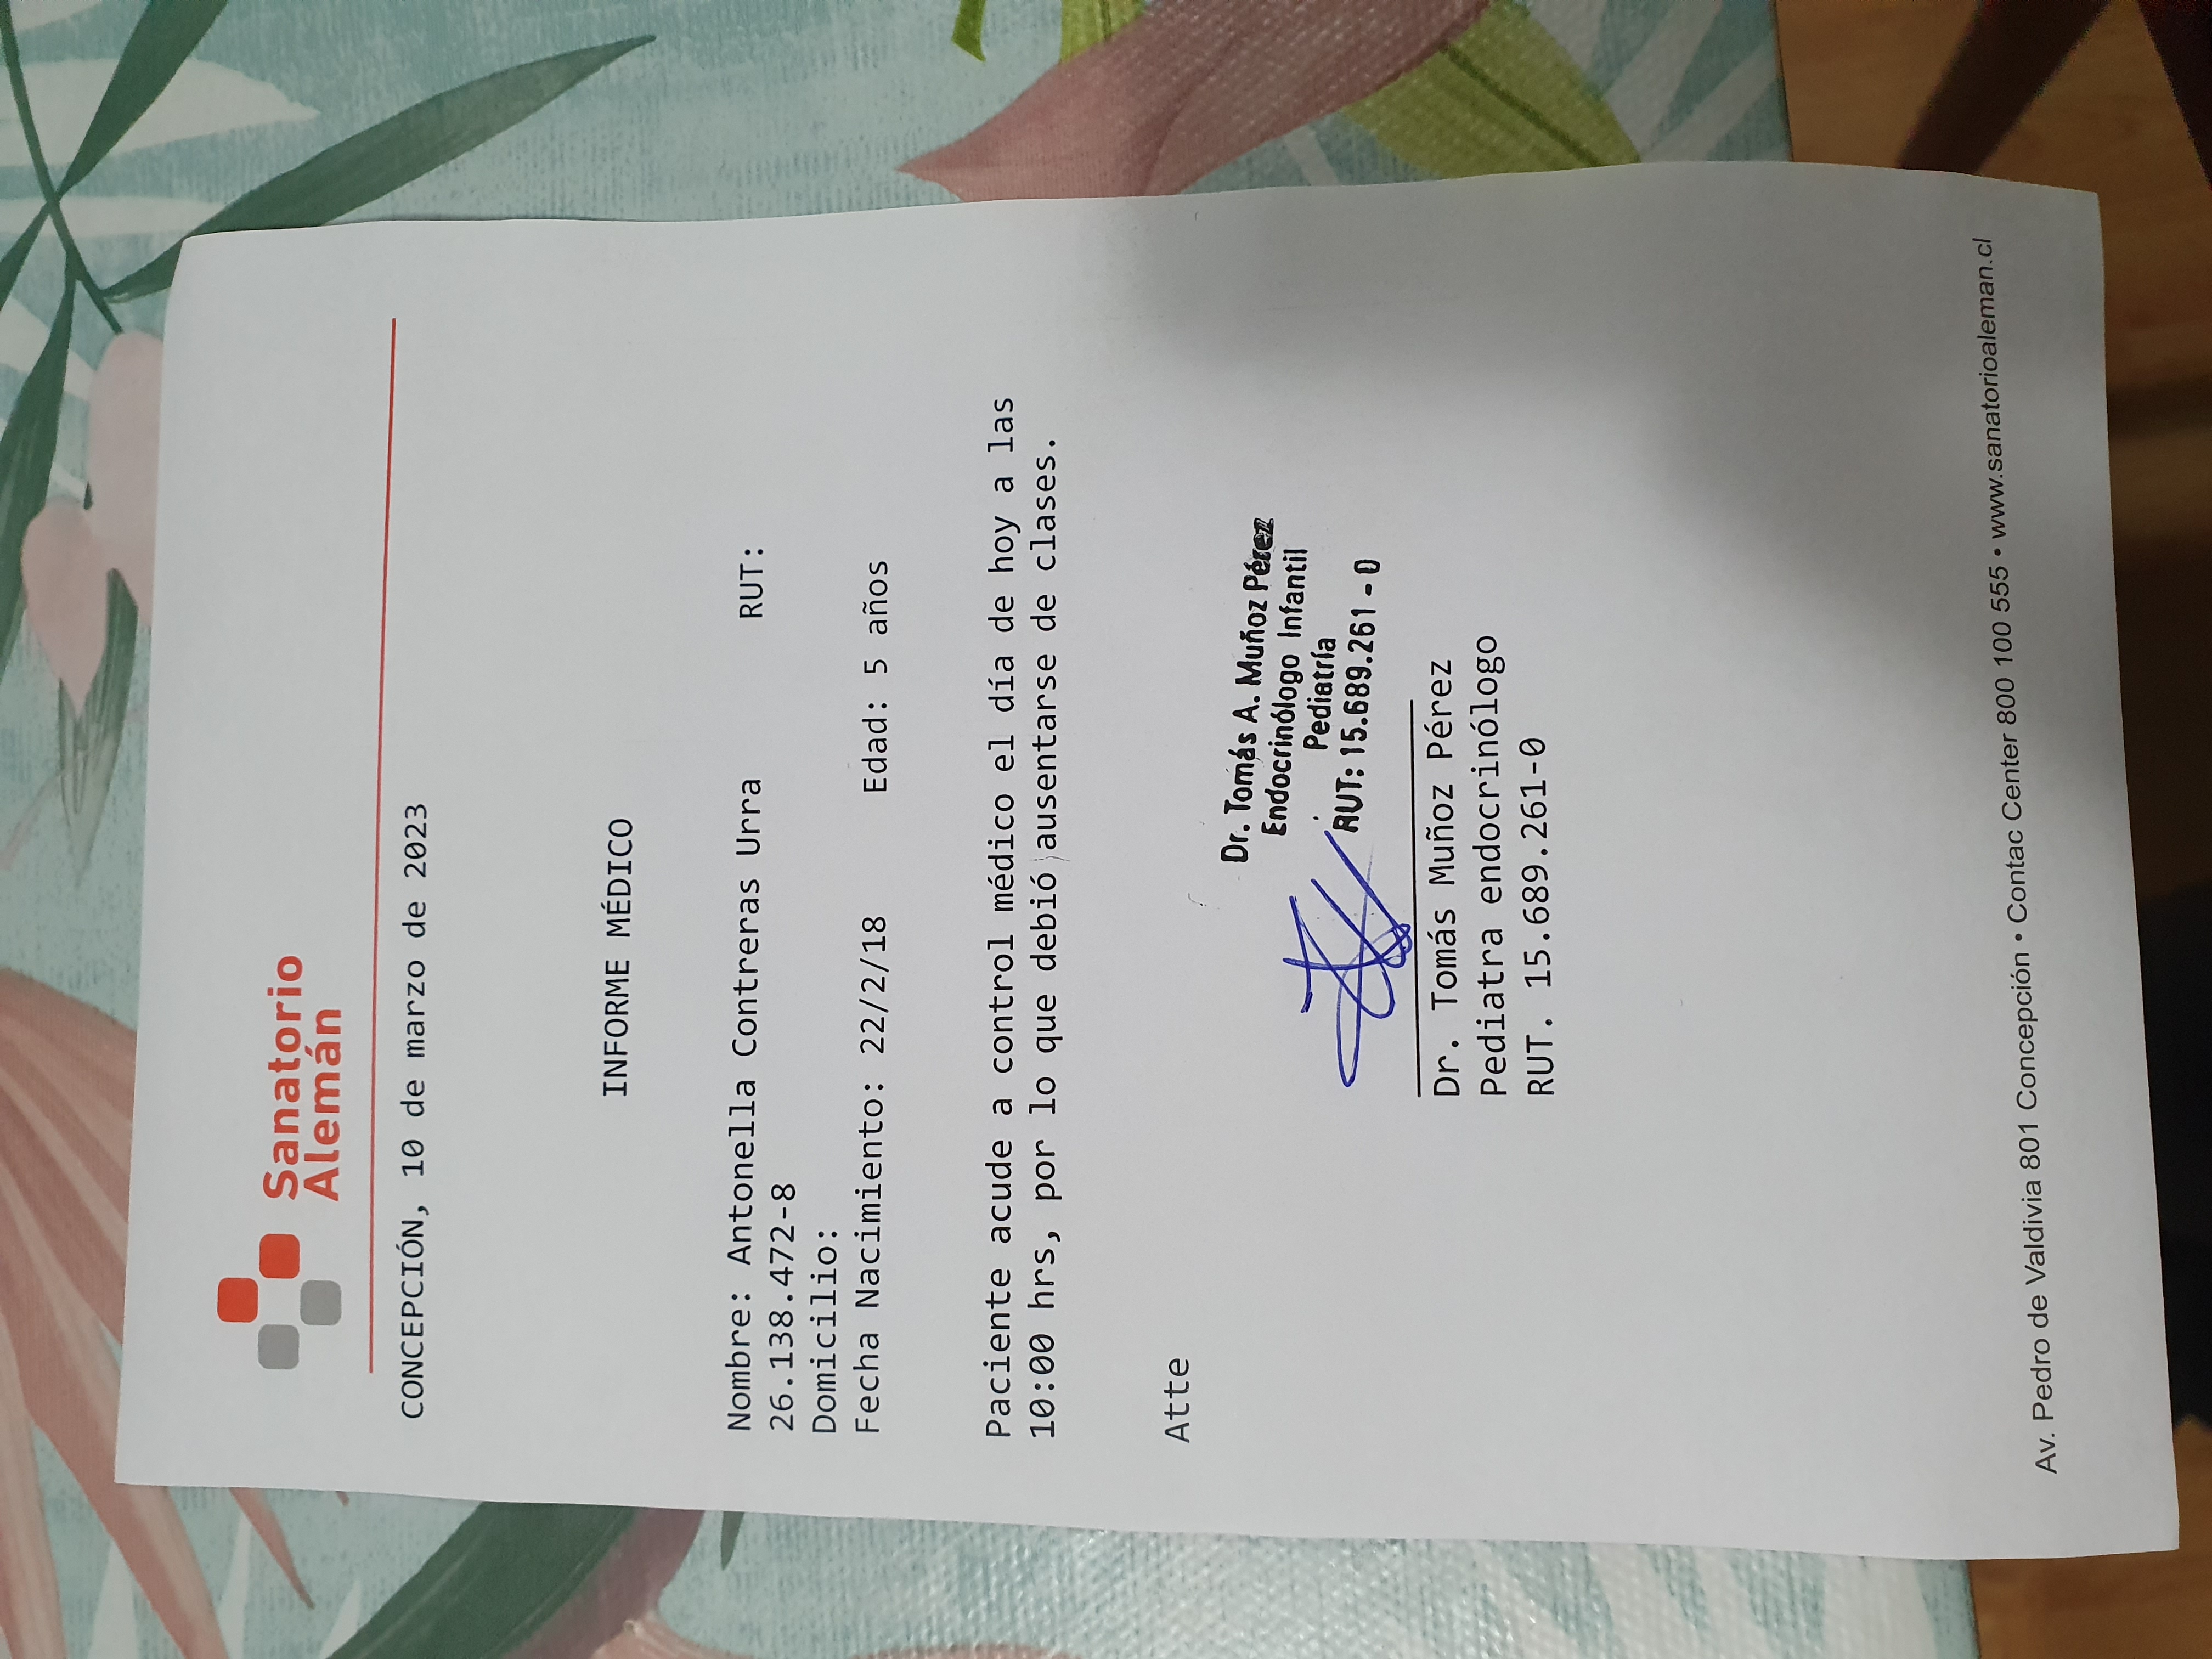 Sanatorio
Alemán
CONCEPCIÓN, 10 de marzo de 2023
INFORME MÉDICO
Nombre: Antonella Contreras Urra RUT:
26.138.472-8
Domicilio:
Fecha Nacimiento: 22/2/18 Edad: 5 años
Paciente acude a control médico el día de hoy a las
10:00 hrs, por lo que debió ausentarse de clases.
Atte
Dr. Tomás A. Muñoz Pérez
Endocrinólogo Infantil
Pediatría
RUT: 15.689.261-0
Dr. Tomás Muñoz Pérez
Pediatra endocrinólogo
RUT. 15.689.261-0
Av. Pedro de Valdivia 801 Concepción • Contac Center 800 100 555 • www.sanatorioaleman.cl